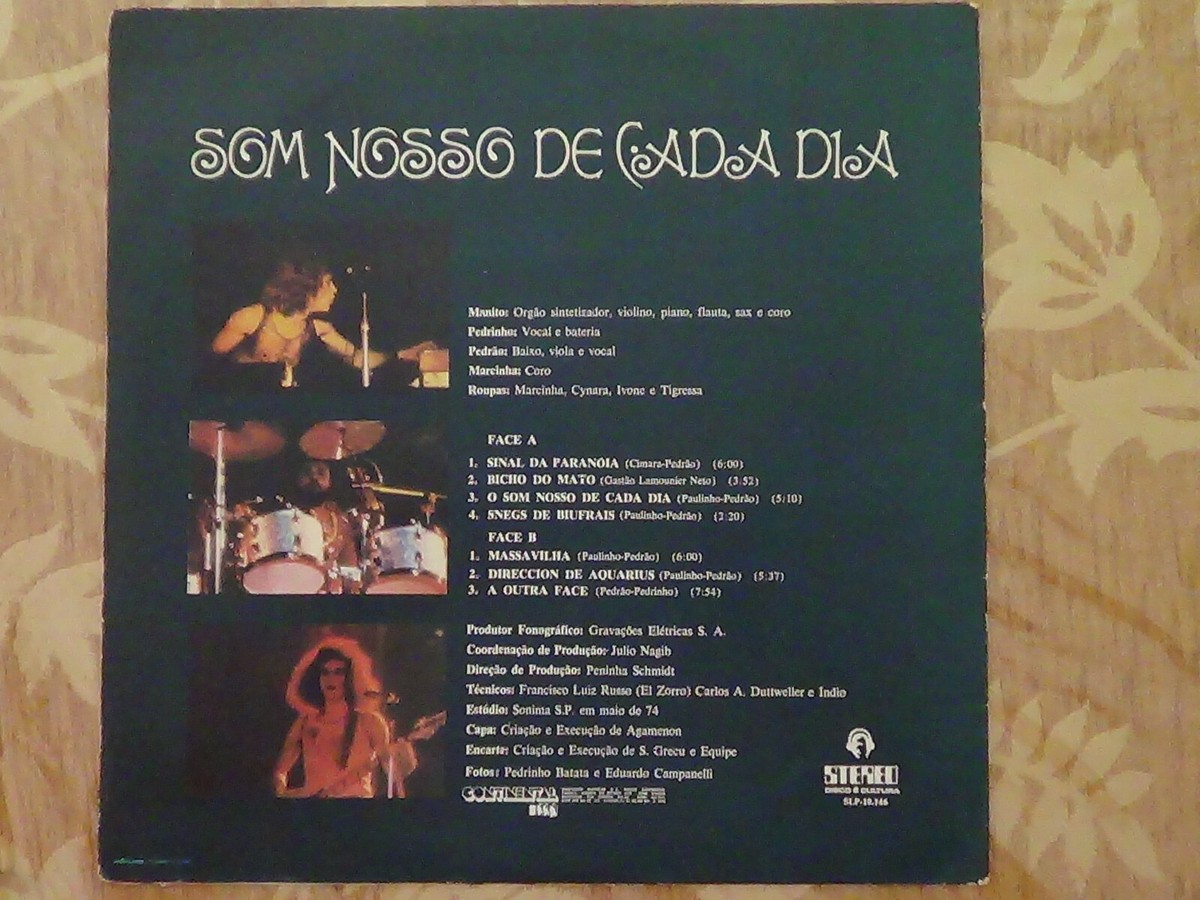 SOM NOSSO DE CADA DIA
Manito: Orgão sintetizador, violino, piano, flauta, sax e coro
Pedrinho: Vocal e bateria
Pedrão: Baixo, viola e vocal
Marcinha: Coro
Roupas: Marcinha, Cynara, Ivone e Tigressa
FACE A
1. SINAL DA PARANOIA (Cimara-Pedrão) (6:00)
2. BICHO DO MATO (Gastão Lamounier Neto) (3:52)
3. O SOM NOSSO DE CADA DIA (Paulinho-Pedrão) (5:10)
4. SNEGS DE BIUFRAIS (Paulinho-Pedrão) (2:20)
FACE B
1. MASSAVILHA (Paulinho-Pedrão) (6:00)
2. DIRECCION DE AQUARIUS (Paulinho-Pedrão) (5:37)
3. A OUTRA FACE (Pedrão-Pedrinho) (7:54)
Produtor Fonográfico: Gravações Elétricas S. A.
Coordenação de Produção: Julio Nagib
Direção de Produção: Peninha Schmidt
Técnicos: Francisco Luiz Russo (El Zorro) Carlos A. Duttweller e Indio
Estúdio: Sonima S.P. em maio de 74
Capa: Criação e Execução de Agamenon
Encarte: Criação e Execução de S. Grecu e Equipe
Fotos: Pedrinho Batata e Eduardo Campanelli
CONTINENTAL
STEREO
DISCO É CULTURA
SLP-10.146